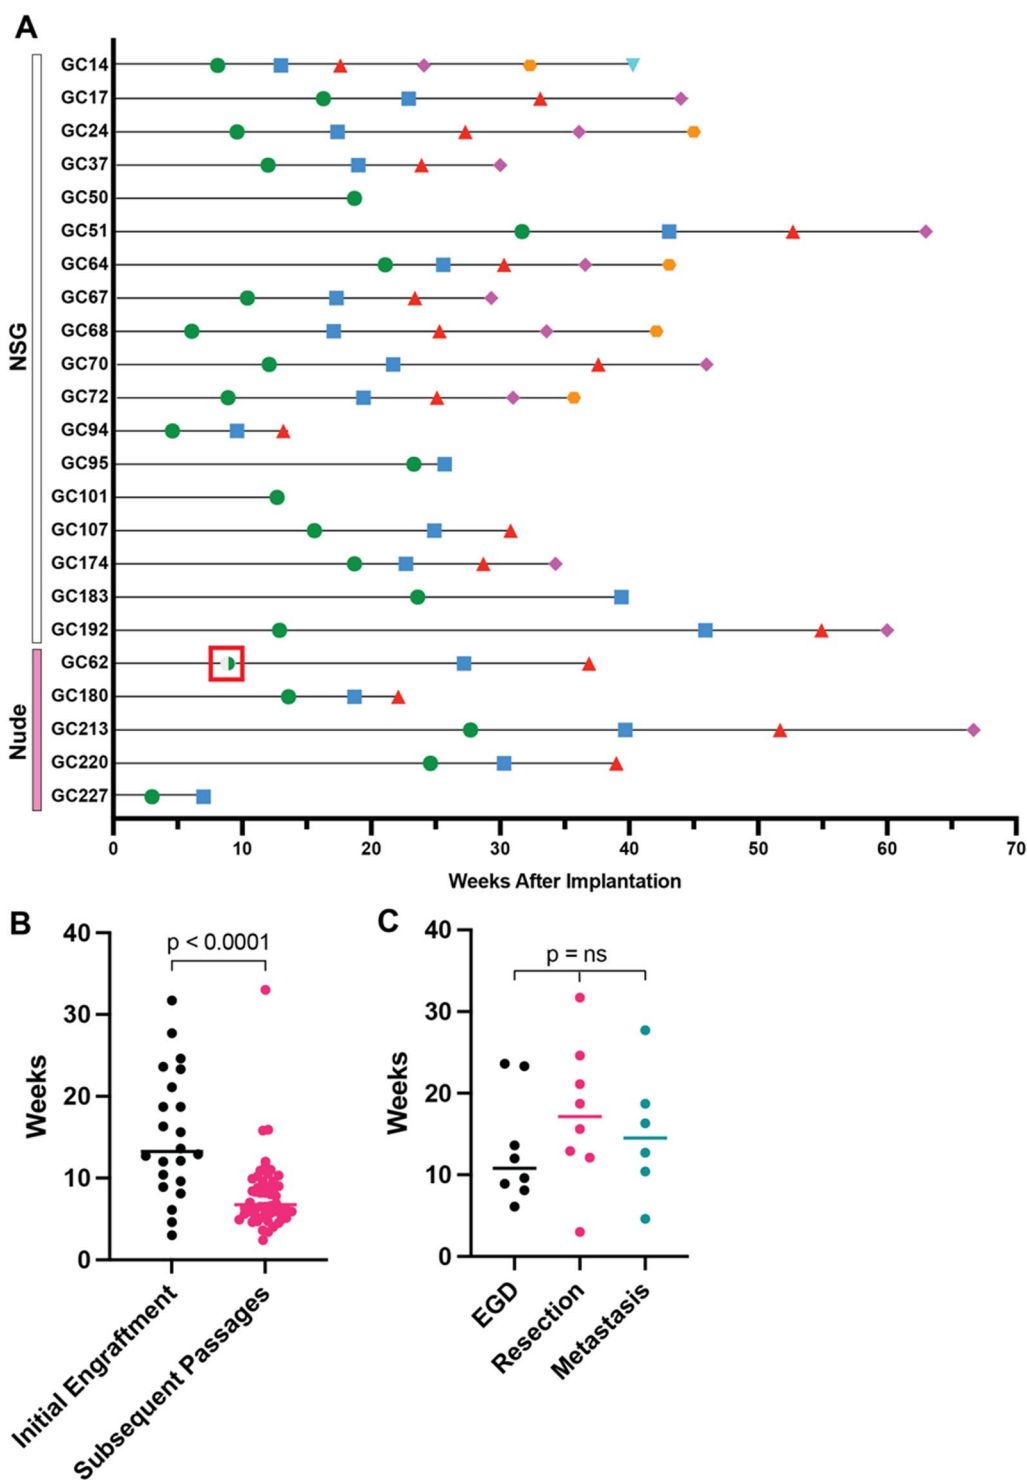 A
NSG
Nude
GC14
GC17
GC24
GC37
GC50
GC51
GC64
GC67
GC68
GC70
GC72
GC94
GC95
GC101
GC107
GC174
GC183
GC192
GC62
GC180
GC213
GC220
GC227
0 10 20 30 40 50 60 70
Weeks After Implantation
B
p < 0.0001
Weeks
40
30
20
10
0
Initial Engraftment
Subsequent Passages
C
p = ns
Weeks
40
30
20
10
0
EGD
Resection
Metastasis